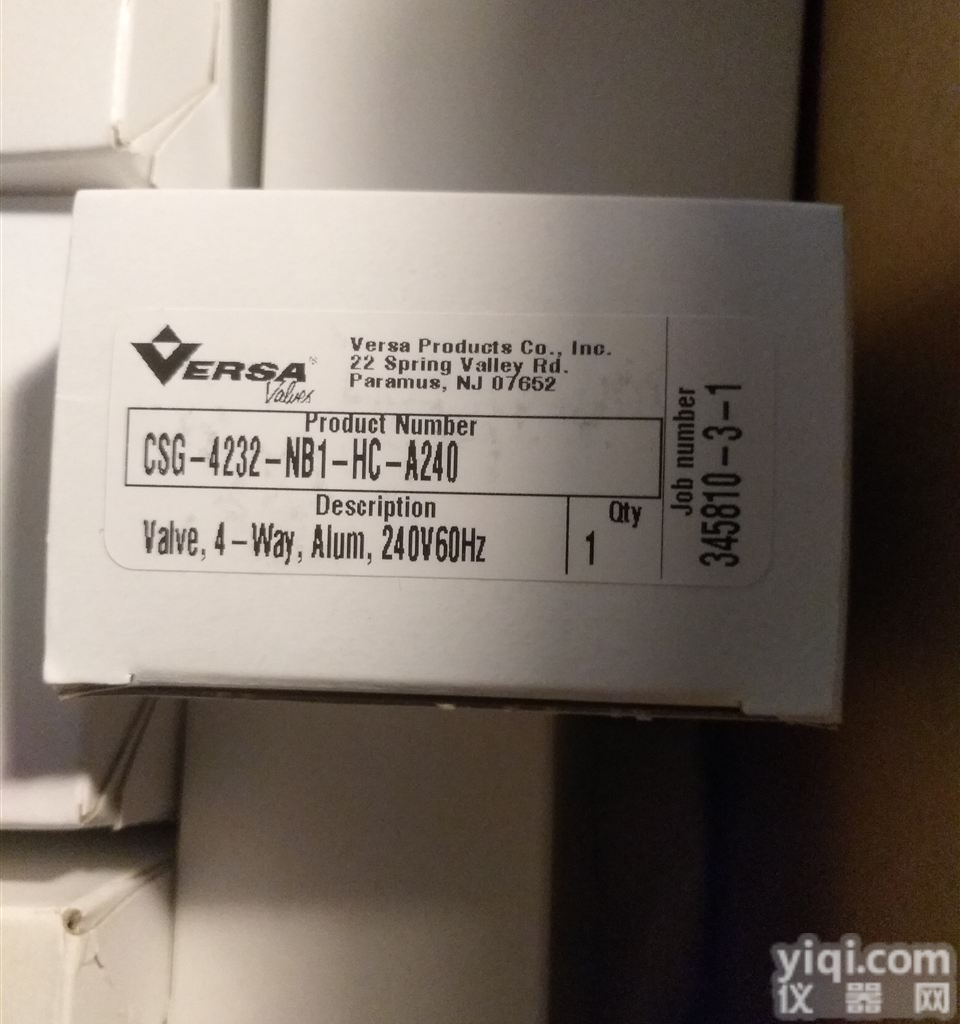 VERSA®
Valves
Versa Products Co., Inc.
22 Spring Valley Rd.
Paramus, NJ 07652
Product Number
CSG-4232-NB1-HC-A240
Description
Valve, 4-Way, Alum, 240V60Hz
Qty
1
Job number
345810-3-1
yiqi.com
仪器网